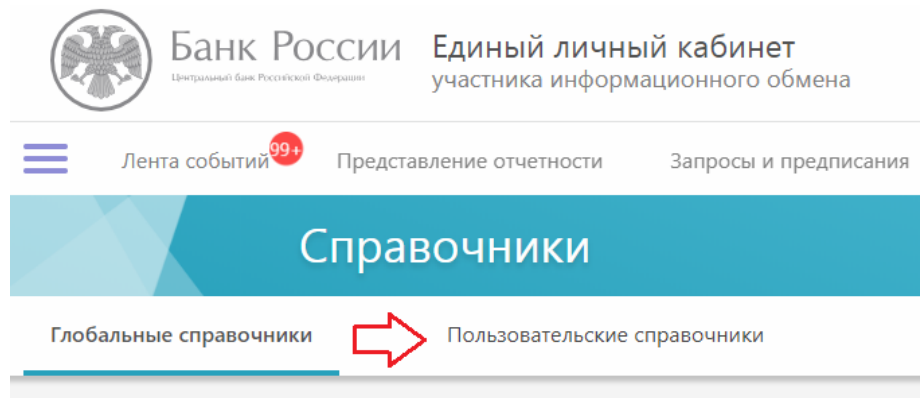 Банк России
Центральный банк Российской Федерации
Единый личный кабинет
участника информационного обмена
Лента событий 99+ Представление отчетности Запросы и предписания
Справочники
Глобальные справочники Пользовательские справочники